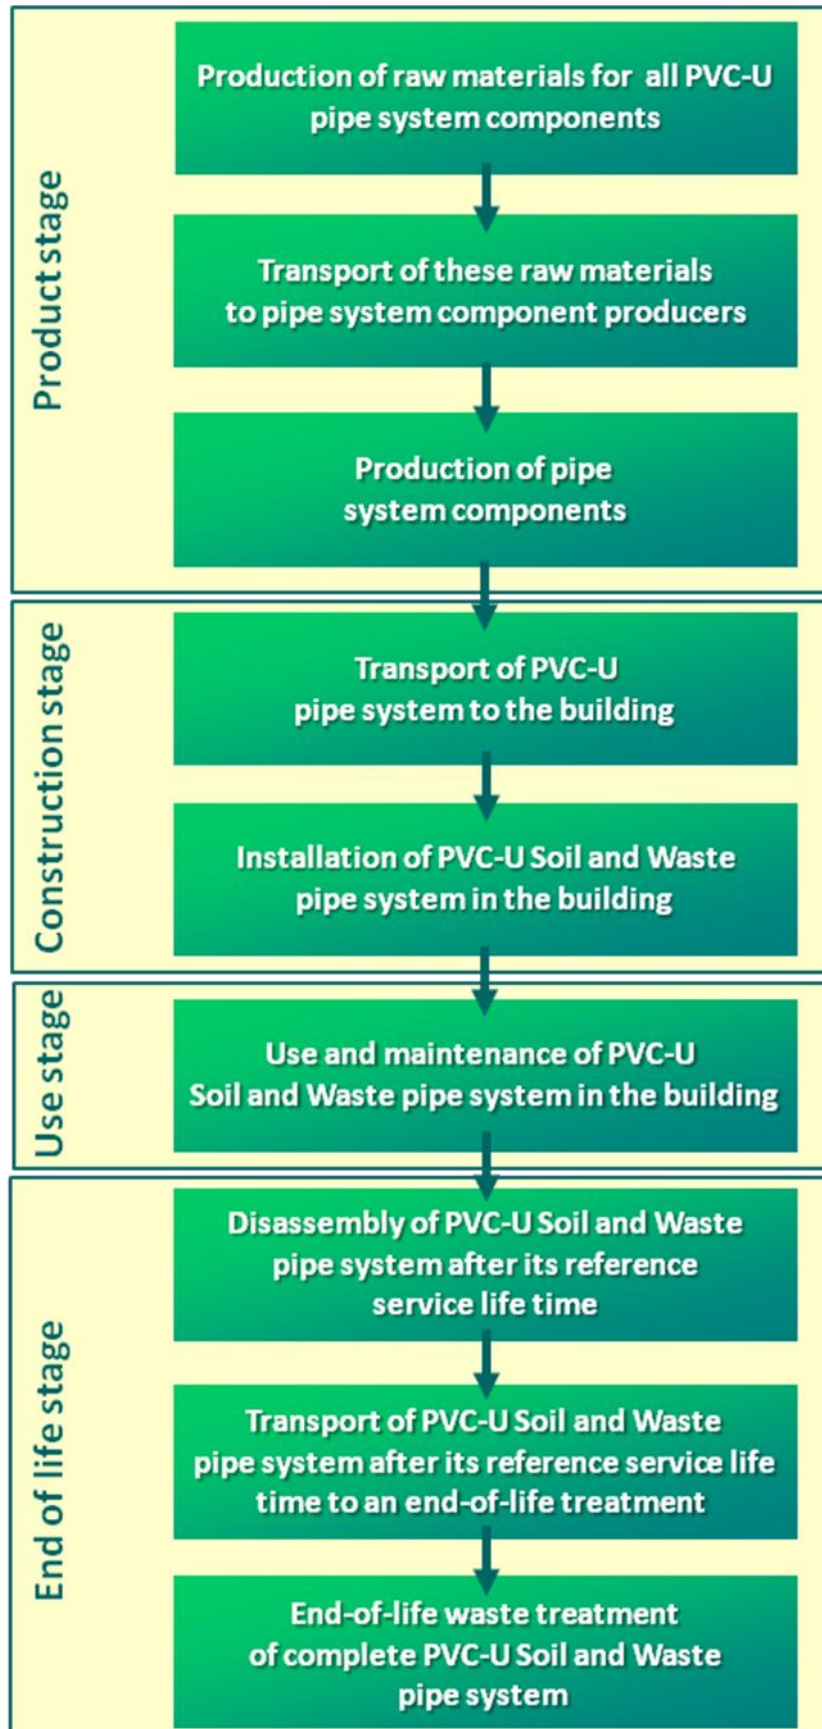 Product stage
Production of raw materials for all PVC-U
pipe system components
Transport of these raw materials
to pipe system component producers
Production of pipe
system components
Construction stage
Transport of PVC-U
pipe system to the building
Installation of PVC-U Soil and Waste
pipe system in the building
Use stage
Use and maintenance of PVC-U
Soil and Waste pipe system in the building
End of life stage
Disassembly of PVC-U Soil and Waste
pipe system after its reference
service life time
Transport of PVC-U Soil and Waste
pipe system after its reference service life
time to an end-of-life treatment
End-of-life waste treatment
of complete PVC-U Soil and Waste
pipe system